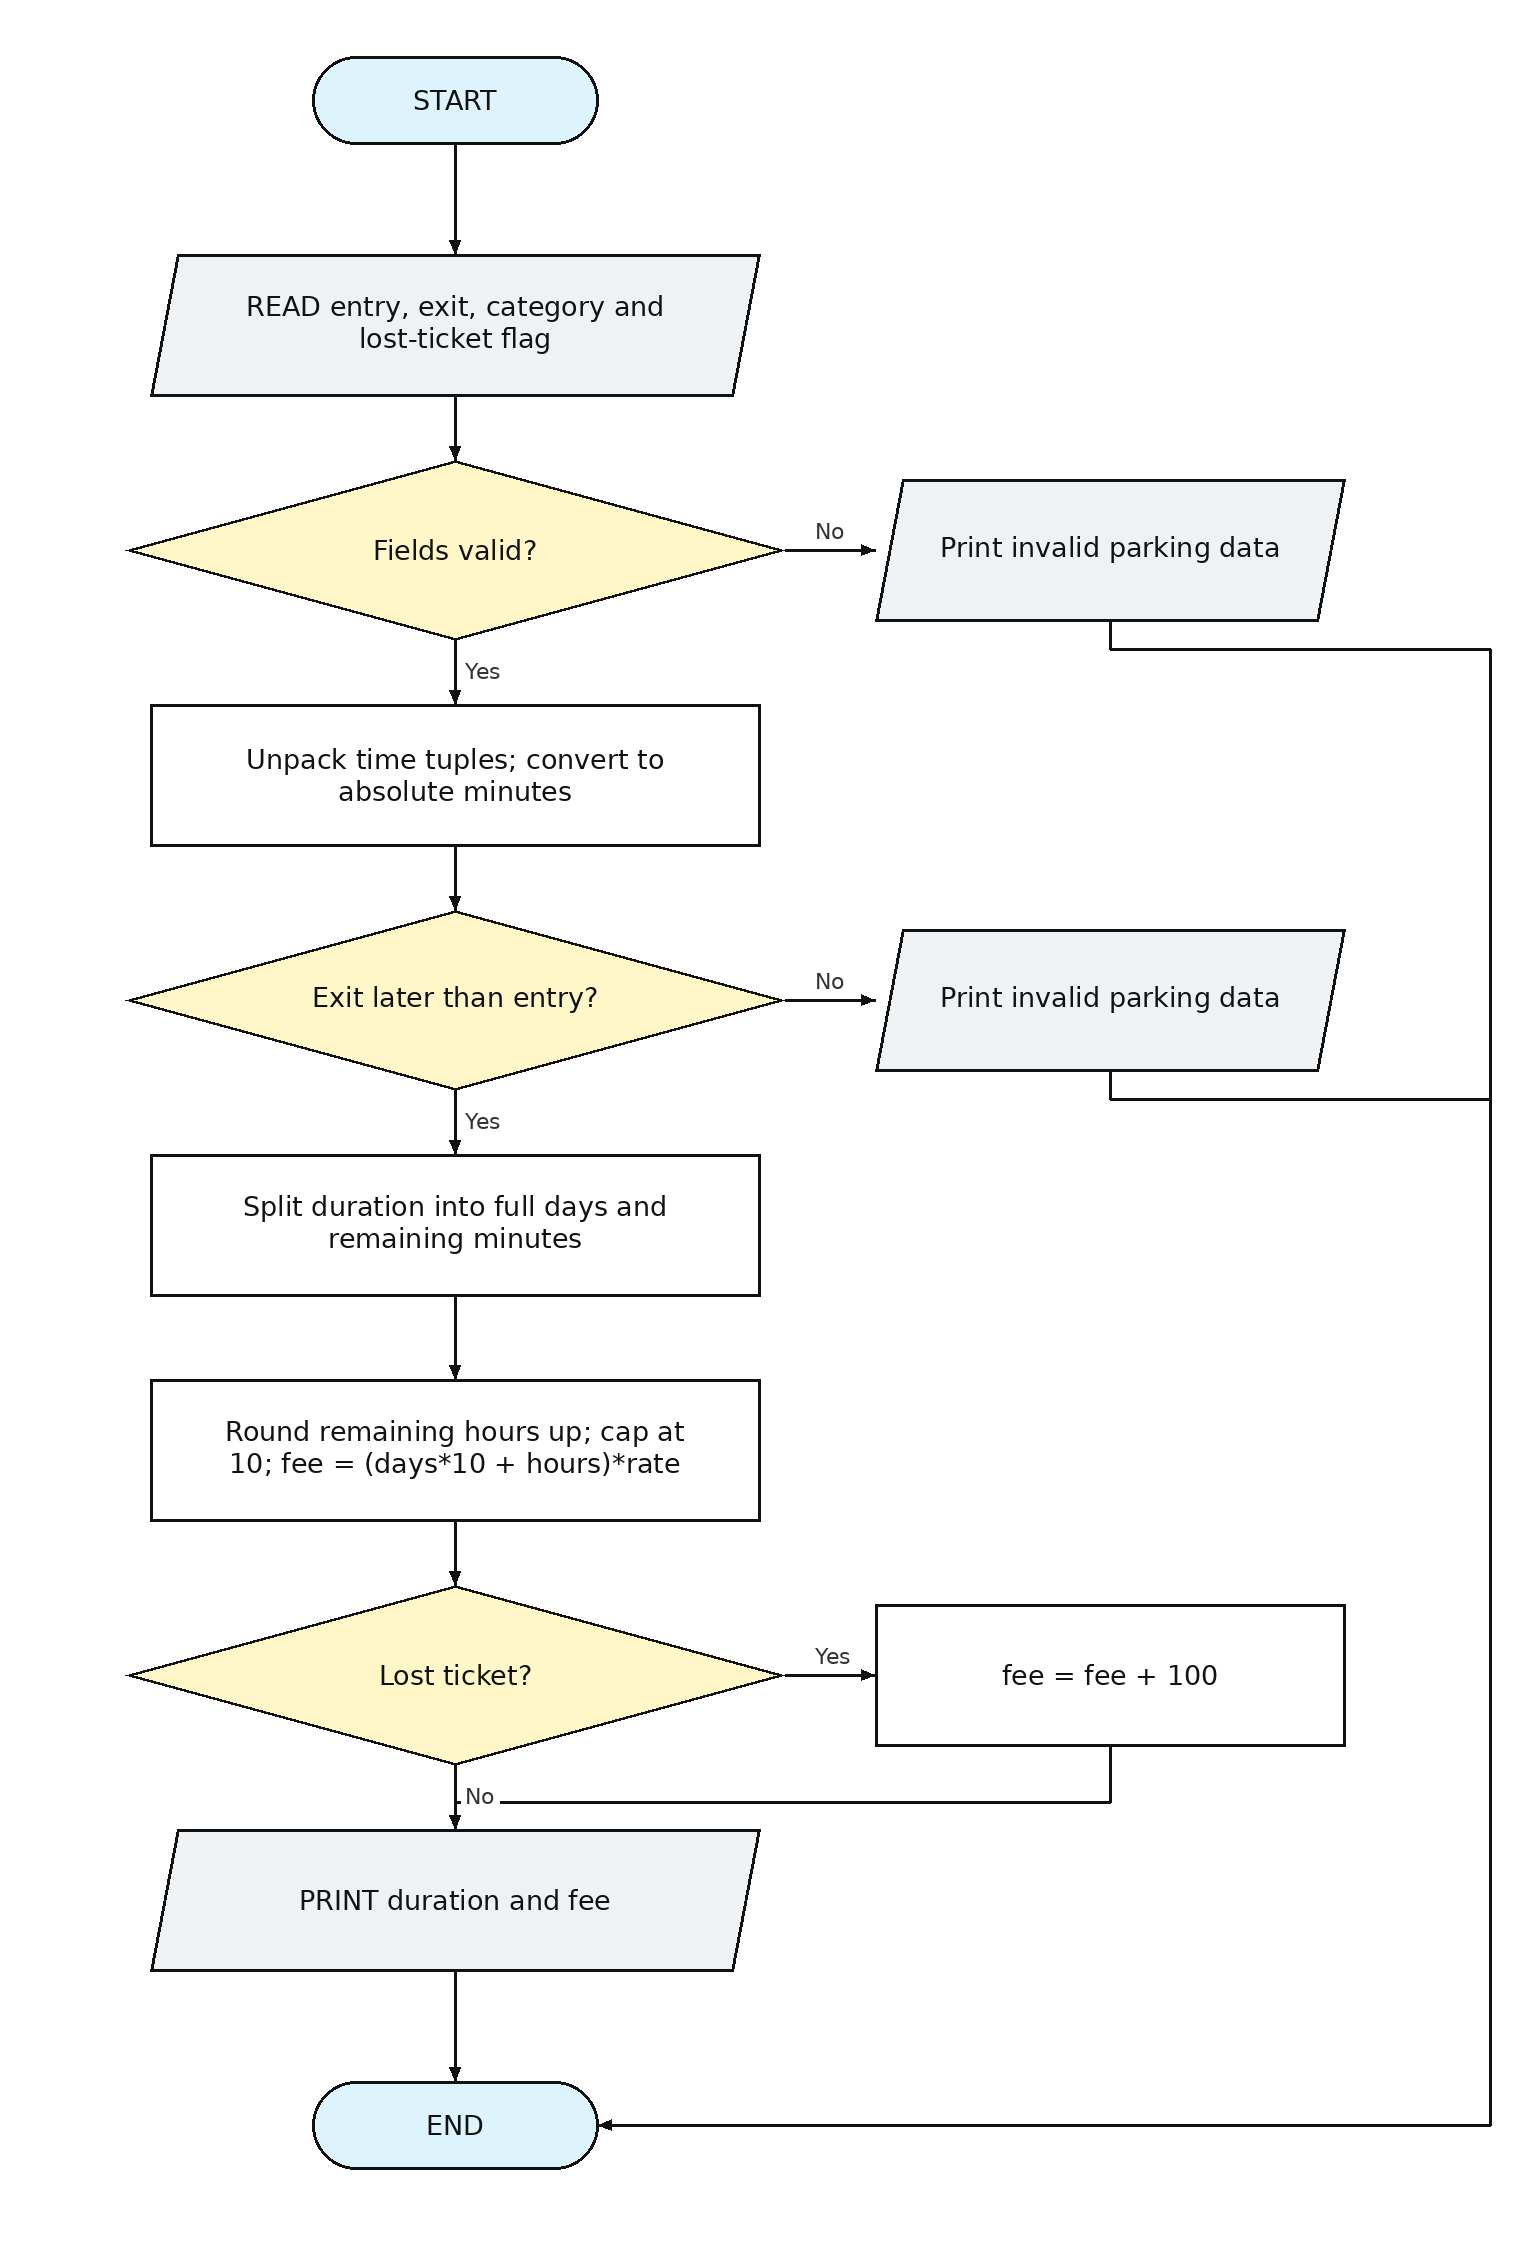 START
READ entry, exit, category and
lost-ticket flag
Fields valid?
No
Print invalid parking data
Yes
Unpack time tuples; convert to
absolute minutes
Exit later than entry?
No
Print invalid parking data
Yes
Split duration into full days and
remaining minutes
Round remaining hours up; cap at
10; fee = (days*10 + hours)*rate
Lost ticket?
Yes
fee = fee + 100
No
PRINT duration and fee
END